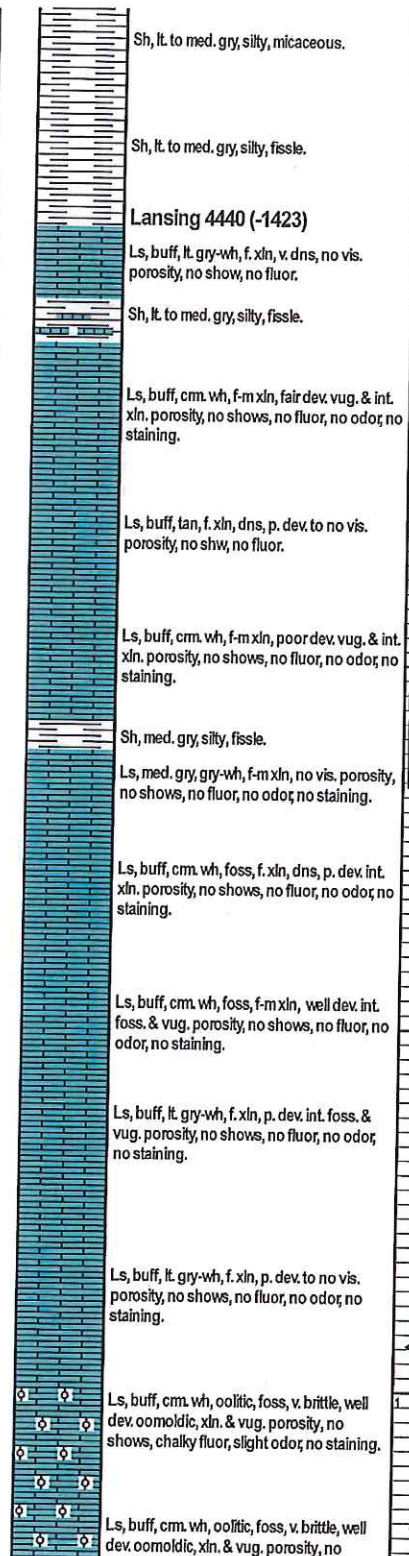 Sh, lt. to med. gry, silty, micaceous.
Sh, lt. to med. gry, silty, fissle.
Lansing 4440 (-1423)
Ls, buff, lt. gry-wh, f. xln, v. dns, no vis.
porosity, no show, no fluor.
Sh, lt. to med. gry, silty, fissle.
Ls, buff, crm. wh, f-m xln, fair dev. vug. & int.
xln. porosity, no shows, no fluor, no odor, no
staining.
Ls, buff, tan, f. xln, dns, p. dev. to no vis.
porosity, no shw, no fluor.
Ls, buff, crm. wh, f-m xln, poor dev. vug. & int.
xln. porosity, no shows, no fluor, no odor, no
staining.
Sh, med. gry, silty, fissle.
Ls, med. gry, gry-wh, f-m xln, no vis. porosity,
no shows, no fluor, no odor, no staining.
Ls, buff, crm. wh, foss, f. xln, dns, p. dev. int.
xln. porosity, no shows, no fluor, no odor, no
staining.
Ls, buff, crm. wh, foss, f-m xln, well dev. int.
foss. & vug. porosity, no shows, no fluor, no
odor, no staining.
Ls, buff, lt. gry-wh, f. xln, p. dev. int. foss. &
vug. porosity, no shows, no fluor, no odor,
no staining.
Ls, buff, lt. gry-wh, f. xln, p. dev. to no vis.
porosity, no shows, no fluor, no odor, no
staining.
Ls, buff, crm. wh, oolitic, foss, v. brittle, well
dev. oomoldic, xln. & vug. porosity, no
shows, chalky fluor, slight odor, no staining.
1
Ls, buff, crm. wh, oolitic, foss, v. brittle, well
dev. oomoldic, xln. & vug. porosity, no